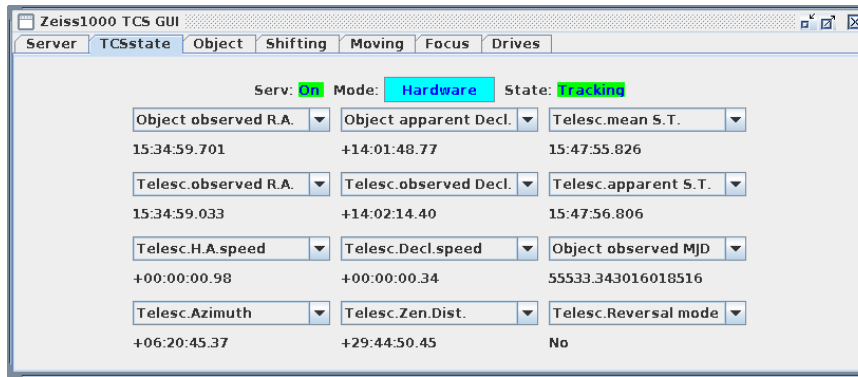 Zeiss1000 TCS GUI
Server TCSstate Object Shifting Moving Focus Drives
Serv: On Mode: Hardware State: Tracking
Object observed R.A. Object apparent Decl. Telesc.mean S.T.
15:34:59.701 +14:01:48.77 15:47:55.826
Telesc.observed R.A. Telesc.observed Decl. Telesc.apparent S.T.
15:34:59.033 +14:02:14.40 15:47:56.806
Telesc.H.A.speed Telesc.Decl.speed Object observed MJD
+00:00:00.98 +00:00:00.34 55533.343016018516
Telesc.Azimuth Telesc.Zen.Dist. Telesc.Reversal mode
+06:20:45.37 +29:44:50.45 No